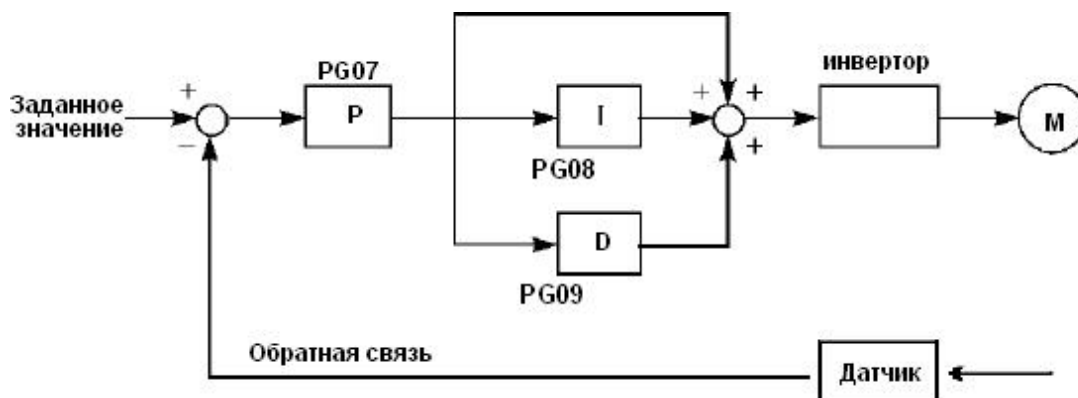 PG07
инвертор
Заданное
значение
+
−
P
I
+
+
+
M
PG08
D
PG09
Обратная связь
Датчик